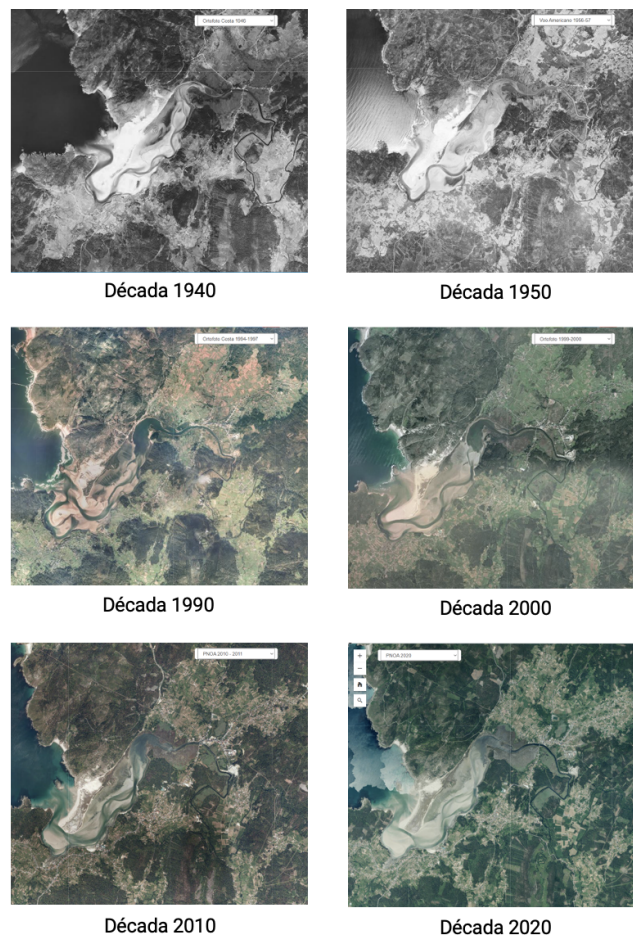 Ortofoto Costa 1946
Vuo Americano 1956-57
Década 1940
Década 1950
Ortofoto Costa 1994-1997
Ortofoto 1999-2000
Década 1990
Década 2000
PNOA 2010 - 2011
PNOA 2020
Década 2010
Década 2020